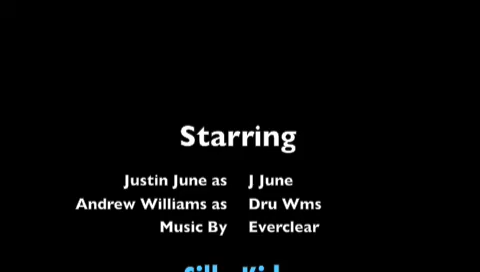 Starring
Justin June as J June
Andrew Williams as Dru Wms
Music By Everclear